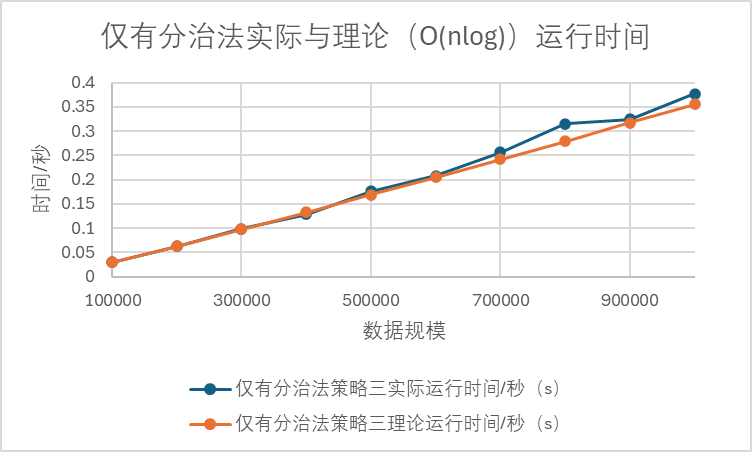 仅有分治法实际与理论（O(nlog)）运行时间
0.4
0.35
0.3
0.25
0.2
0.15
0.1
0.05
0
时间/秒
100000 300000 500000 700000 900000
数据规模
仅有分治法策略三实际运行时间/秒（s）
仅有分治法策略三理论运行时间/秒（s）